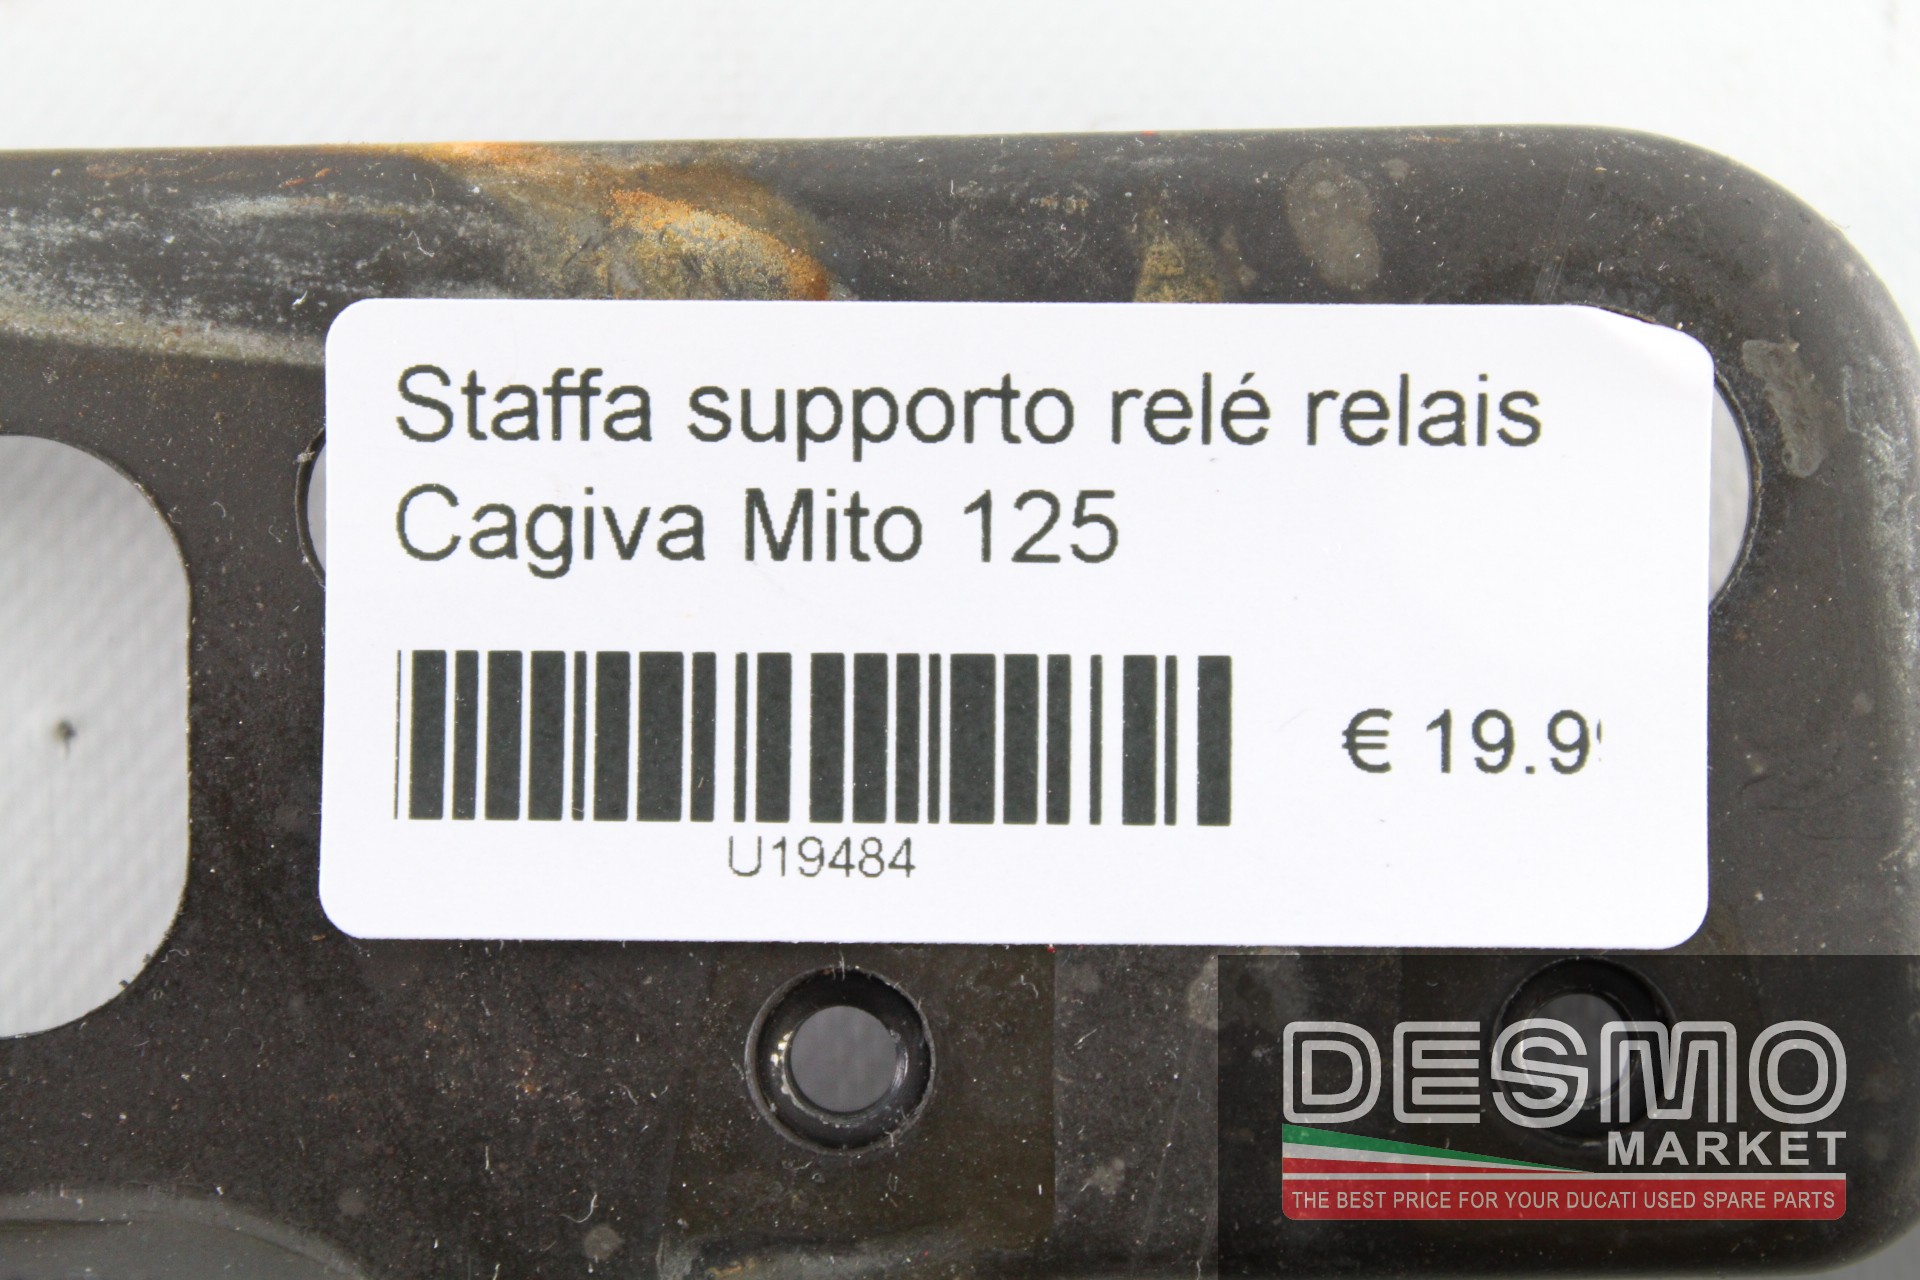 Staffa supporto relé relais
Cagiva Mito 125
€ 19.9
U19484
DESMO
MARKET
THE BEST PRICE FOR YOUR DUCATI USED SPARE PARTS